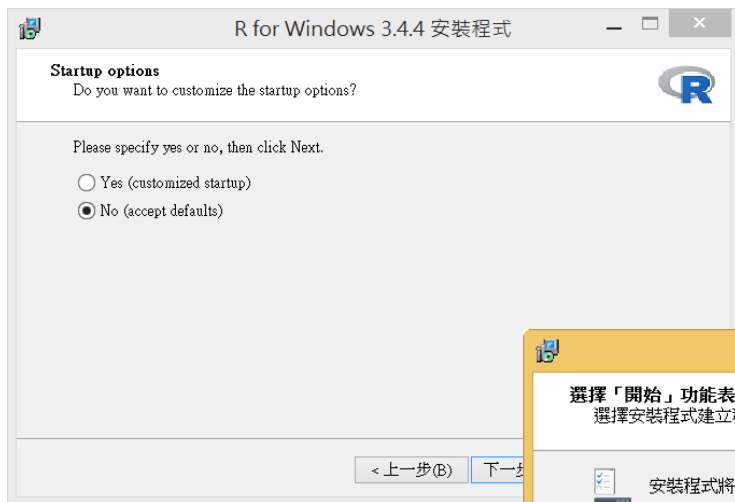 R for Windows 3.4.4 安裝程式
Startup options
Do you want to customize the startup options?
R
Please specify yes or no, then click Next.
Yes (customized startup)
No (accept defaults)
< 上一步(B)
下一步
選擇「開始」功能表
選擇安裝程式建立
安裝程式將